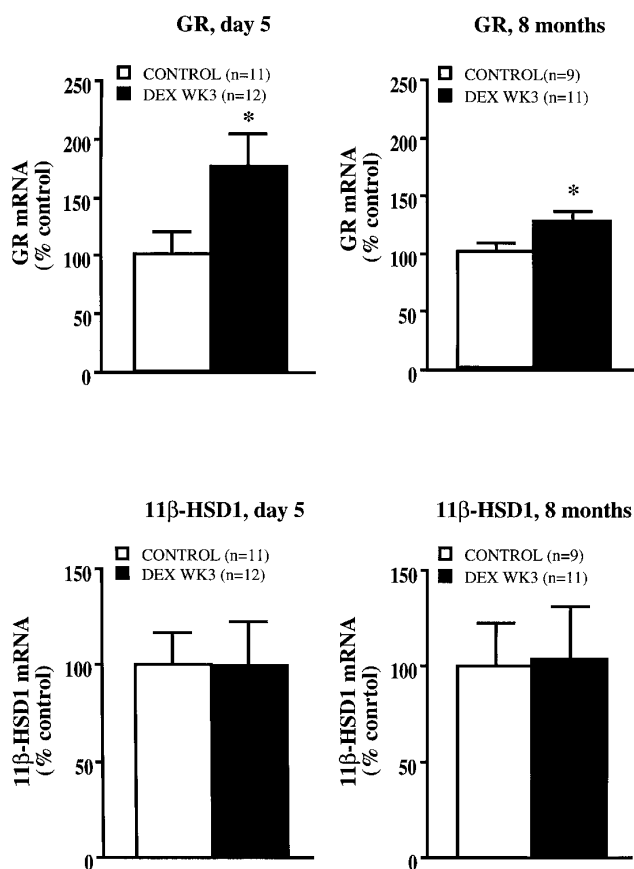 GR, day 5
CONTROL (n=11)
DEX WK3 (n=12)
*
250
200
150
100
50
0
GR mRNA
(% control)
GR, 8 months
CONTROL(n=9)
DEX WK3 (n=11)
*
250
200
150
100
50
0
GR mRNA
(% control)
11β-HSD1, day 5
CONTROL (n=11)
DEX WK3 (n=12)
150
100
50
0
11β-HSD1 mRNA
(% control)
11β-HSD1, 8 months
CONTROL (n=9)
DEX WK3 (n=11)
150
100
50
0
11β-HSD1 mRNA
(% conrtol)